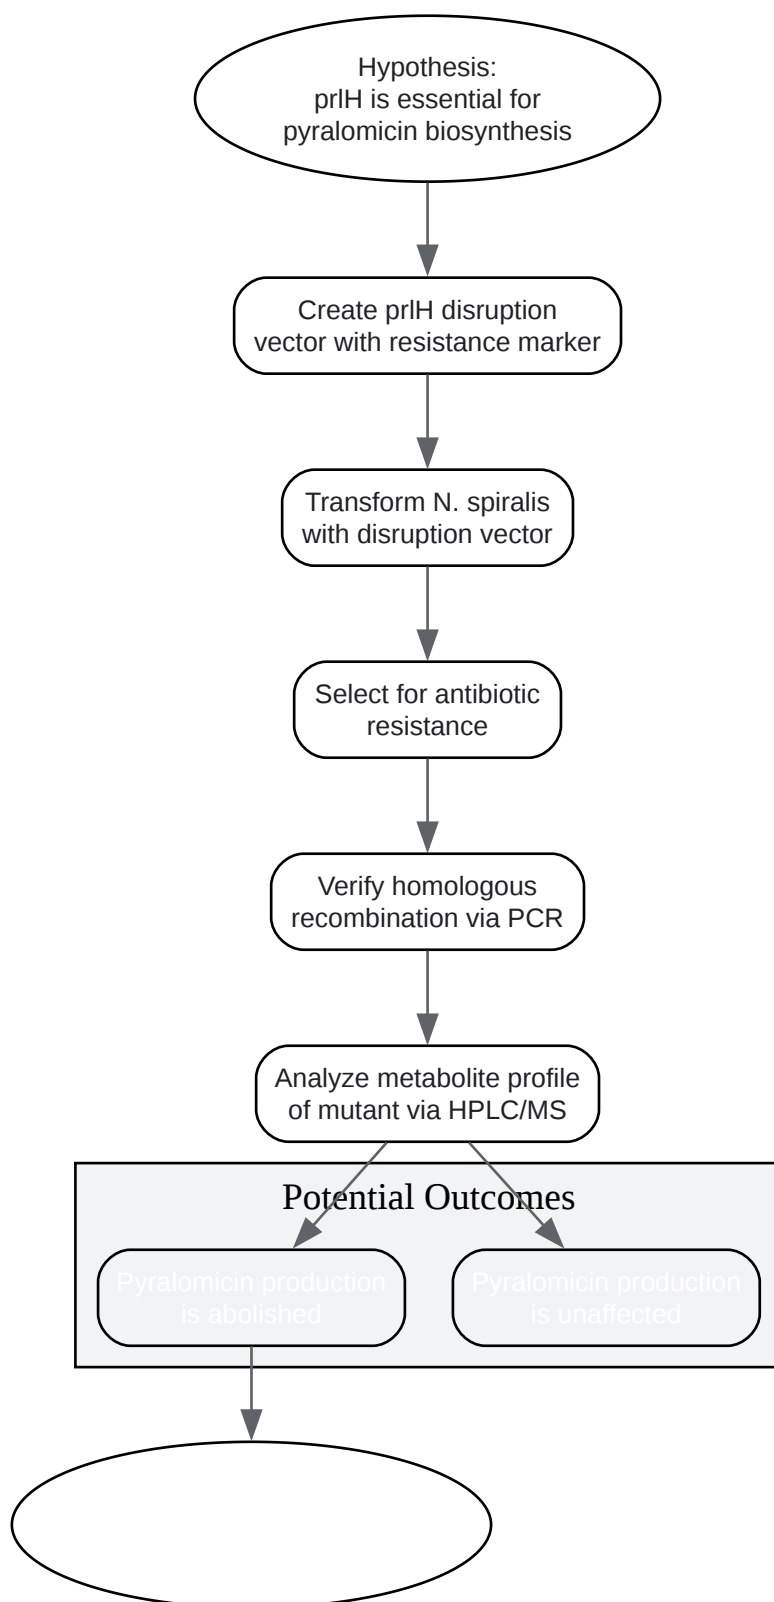 Hypothesis:
prlH is essential for
pyralomicin biosynthesis
Create prlH disruption
vector with resistance marker
Transform N. spiralis
with disruption vector
Select for antibiotic
resistance
Verify homologous
recombination via PCR
Analyze metabolite profile
of mutant via HPLC/MS
Potential Outcomes
Pyralomicin production
is abolished
Pyralomicin production
is unaffected